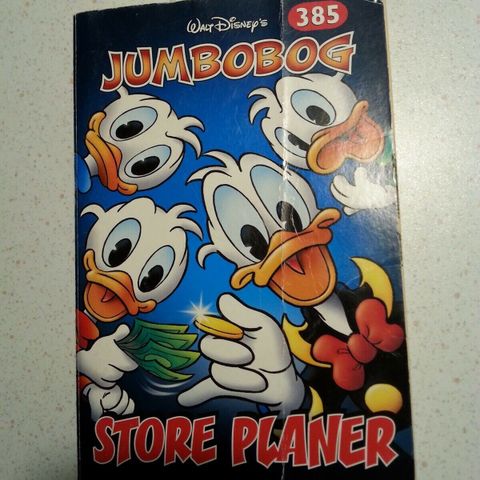 385
WALT DISNEY'S
JUMBOBOG
STORE PLANER